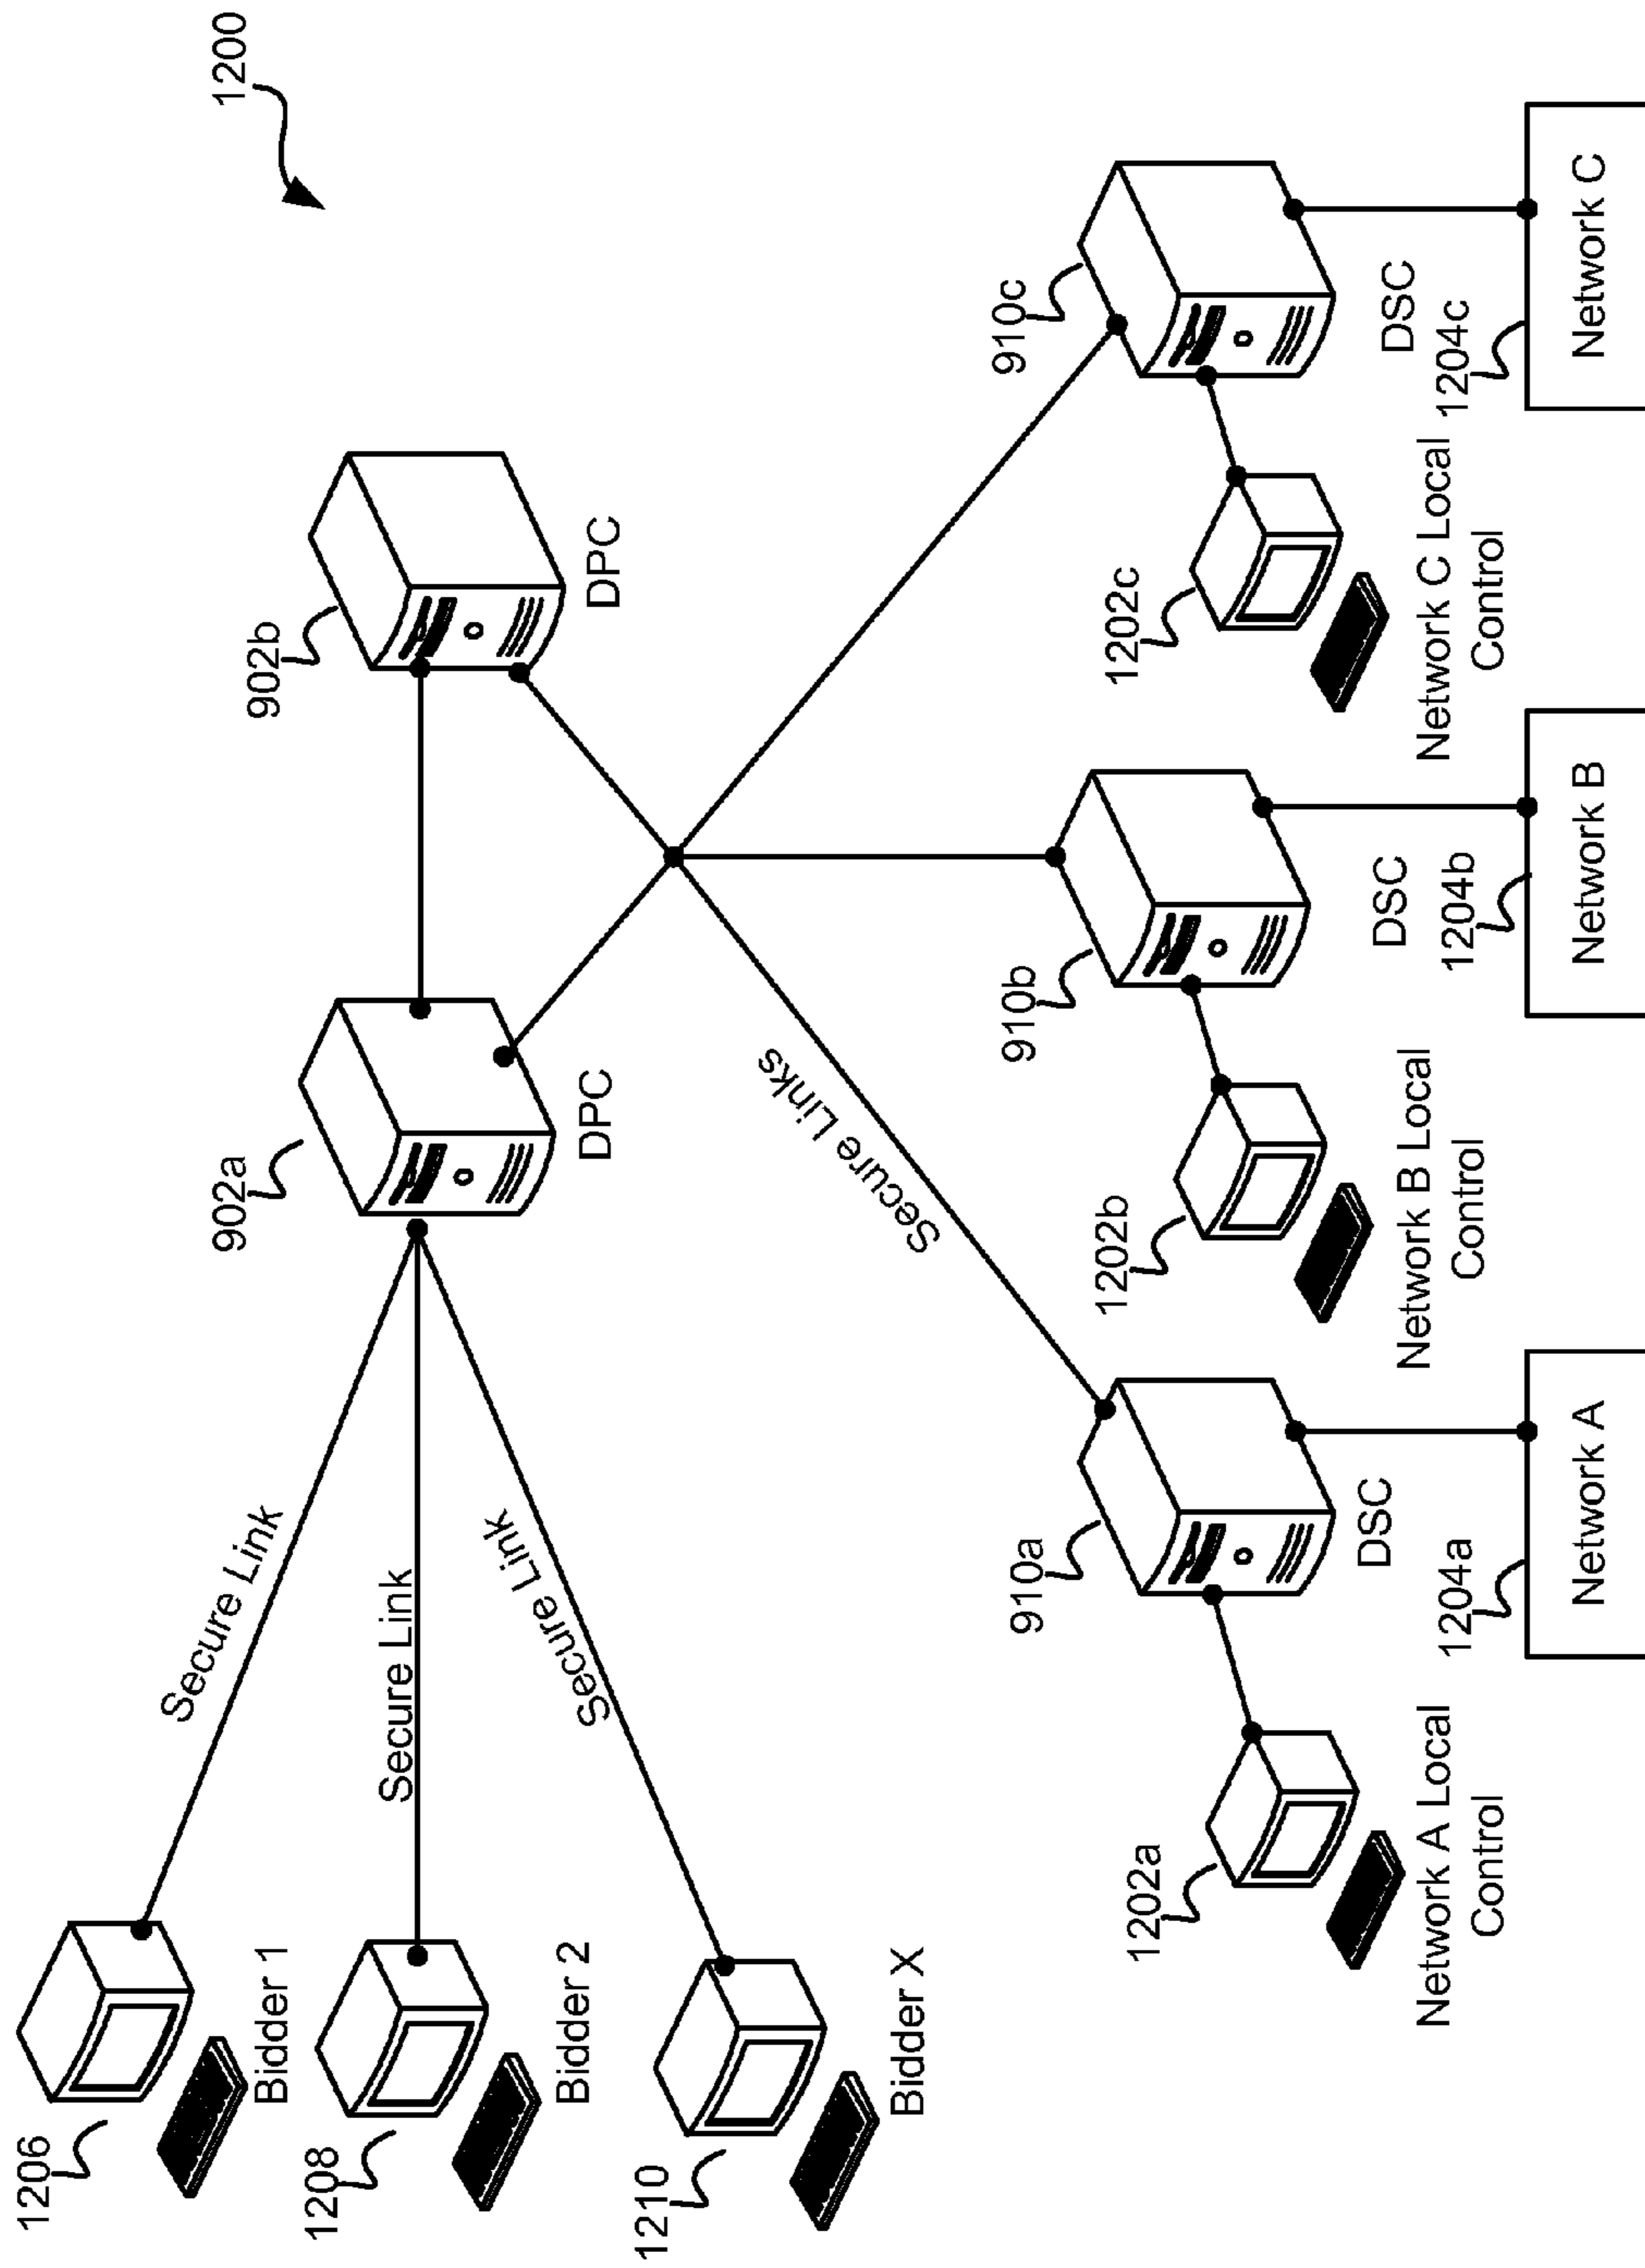 1200
902b
DPC
902a
DPC
Secure Link
Secure Link
Secure Link
1206
Bidder 1
1208
Bidder 2
1210
Bidder X
Secure Links
910a
DSC
910b
DSC
910c
DSC
1202a
Network A Local
Control
1202b
Network B Local
Control
1202c
Network C Local
Control
1204a
Network A
1204b
Network B
1204c
Network C